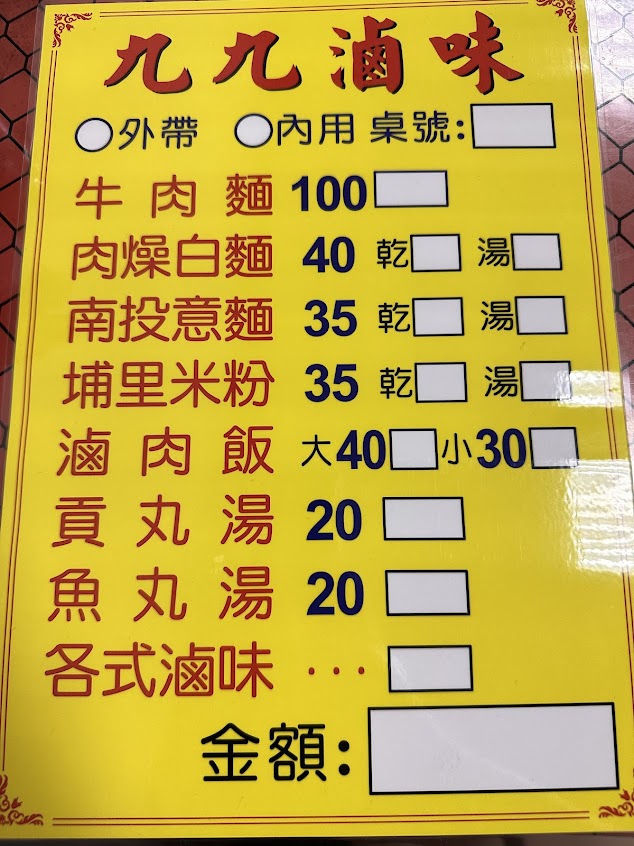 九九滷味
外帶 內用 桌號:
牛肉麵 100
肉燥白麵 40 乾 湯
南投意麵 35 乾 湯
埔里米粉 35 乾 湯
滷肉飯 大40 小30
貢丸湯 20
魚丸湯 20
各式滷味 ···
金額: